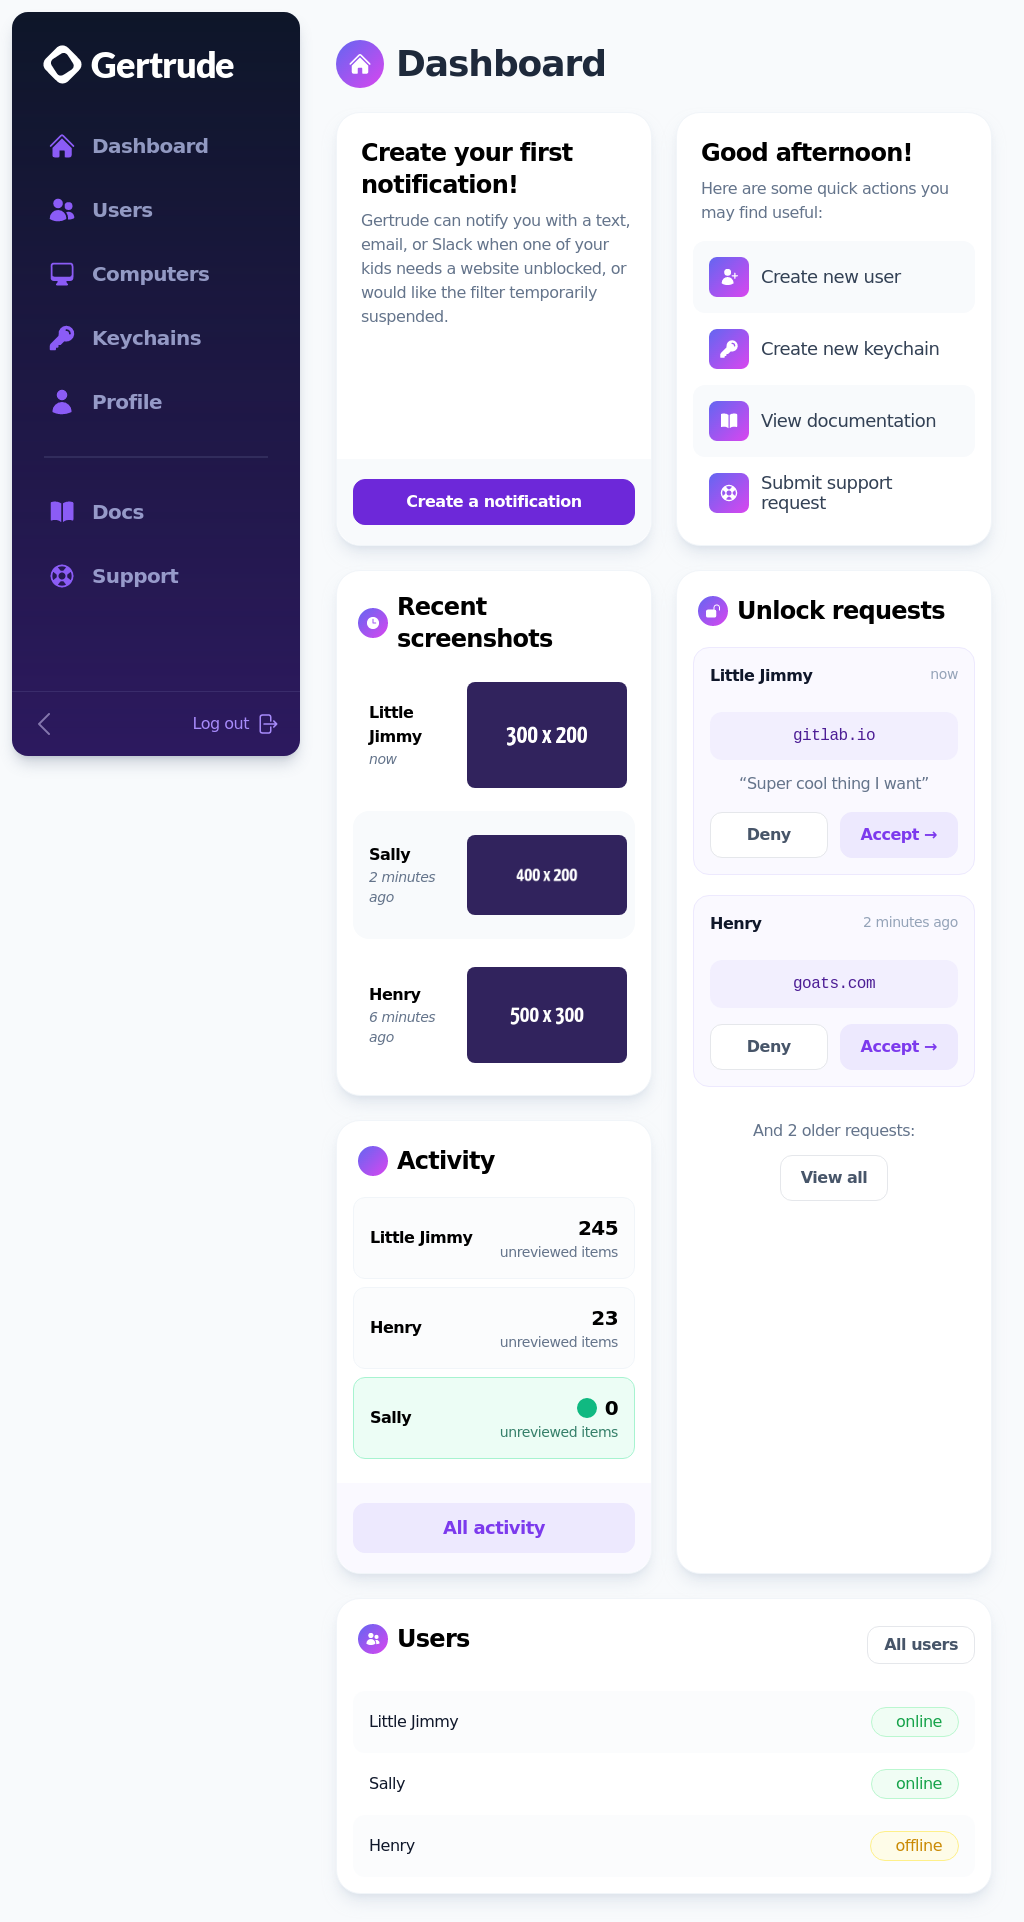 Gertrude
Dashboard
Users
Computers
Keychains
Profile
Docs
Support
Log out
Dashboard
Create your first
notification!
Gertrude can notify you with a text,
email, or Slack when one of your
kids needs a website unblocked, or
would like the filter temporarily
suspended.
Create a notification
Good afternoon!
Here are some quick actions you
may find useful:
Create new user
Create new keychain
View documentation
Submit support
request
Recent
screenshots
Little
Jimmy
now
300 x 200
Sally
2 minutes
ago
400 x 200
Henry
6 minutes
ago
500 x 300
Unlock requests
Little Jimmy now
gitlab.io
“Super cool thing I want”
Deny Accept →
Henry 2 minutes ago
goats.com
Deny Accept →
And 2 older requests:
View all
Activity
Little Jimmy
245
unreviewed items
Henry
23
unreviewed items
Sally
0
unreviewed items
All activity
Users
All users
Little Jimmy online
Sally online
Henry offline